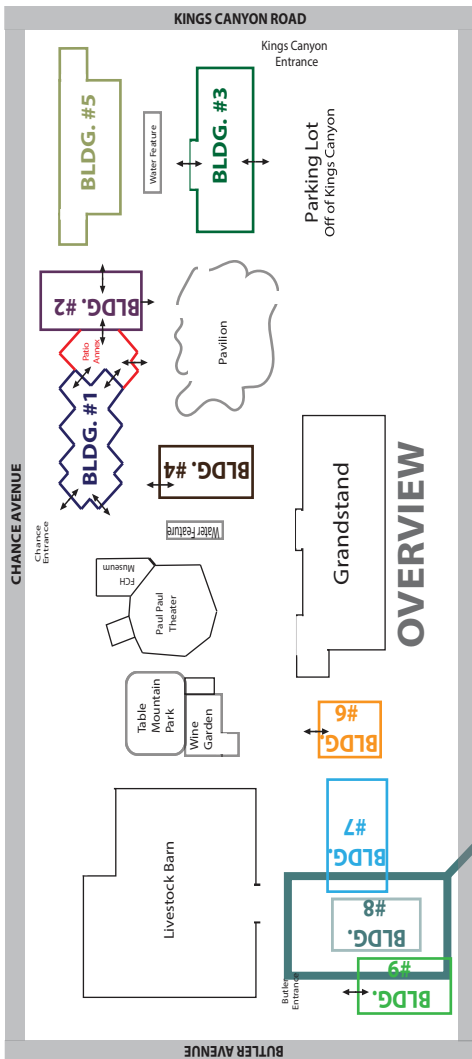 KINGS CANYON ROAD
Kings Canyon
Entrance
BLDG. #5
Water Feature
BLDG. #3
Parking Lot
Off of Kings Canyon
BLDG. #2
Patio
Annex
BLDG. #1
Pavilion
CHANCE AVENUE
Chance
Entrance
BLDG. #4
Water Feature
FCH
Museum
Paul Paul
Theater
Grandstand
OVERVIEW
Table
Mountain
Park
Wine
Garden
BLDG.
#6
BLDG.
#7
Livestock Barn
BLDG.
#8
BLDG.
#9
Butler
Entrance
BUTLER AVENUE